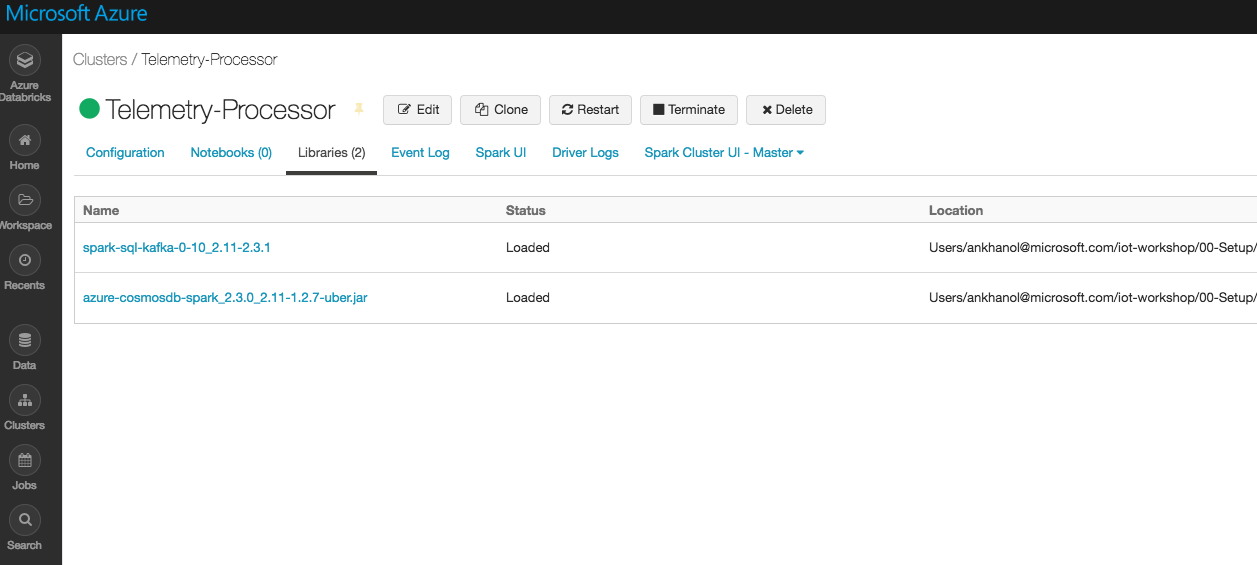 Microsoft Azure
Azure
Databricks
Home
Workspace
Recents
Data
Clusters
Jobs
Search
Clusters / Telemetry-Processor
Telemetry-Processor Edit Clone Restart Terminate Delete
Configuration Notebooks (0) Libraries (2) Event Log Spark UI Driver Logs Spark Cluster UI - Master
Name Status Location
spark-sql-kafka-0-10_2.11-2.3.1 Loaded Users/ankhanol@microsoft.com/iot-workshop/00-Setup/
azure-cosmosdb-spark_2.3.0_2.11-1.2.7-uber.jar Loaded Users/ankhanol@microsoft.com/iot-workshop/00-Setup/